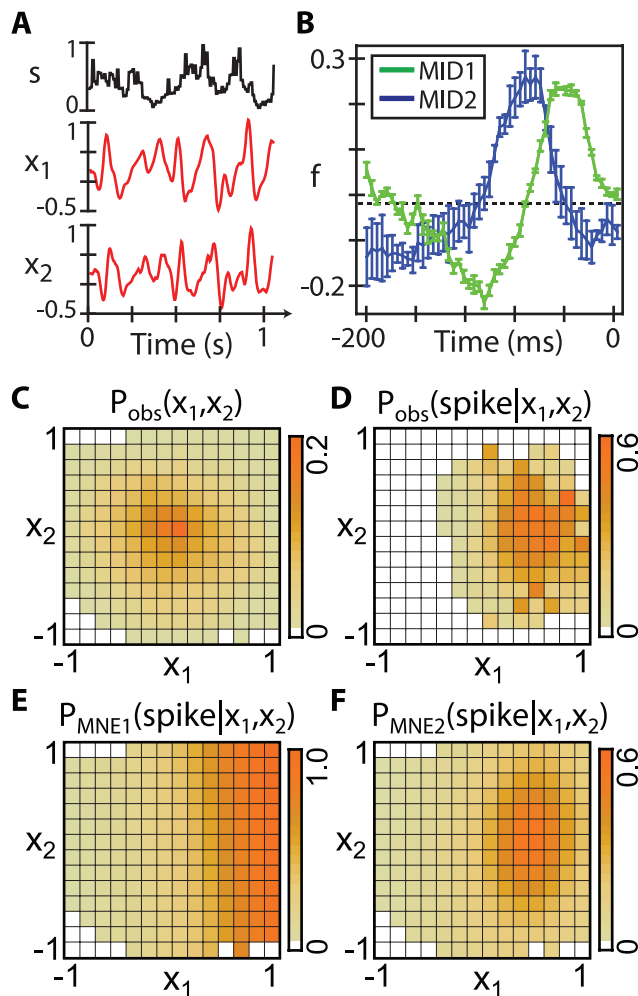 A
B
s
1
0
x1
-0.5
x2
-0.5
0
1
Time (s)
0.3
f
-0.2
MID1
MID2
-200
0
Time (ms)
C
Pobs(x1,x2)
1
x2
-1
-1
1
x1
0.2
0
D
Pobs(spike|x1,x2)
1
x2
-1
-1
1
x1
0.6
0
E
PMNE1(spike|x1,x2)
1
x2
-1
-1
1
x1
1.0
0
F
PMNE2(spike|x1,x2)
1
x2
-1
-1
1
x1
0.6
0